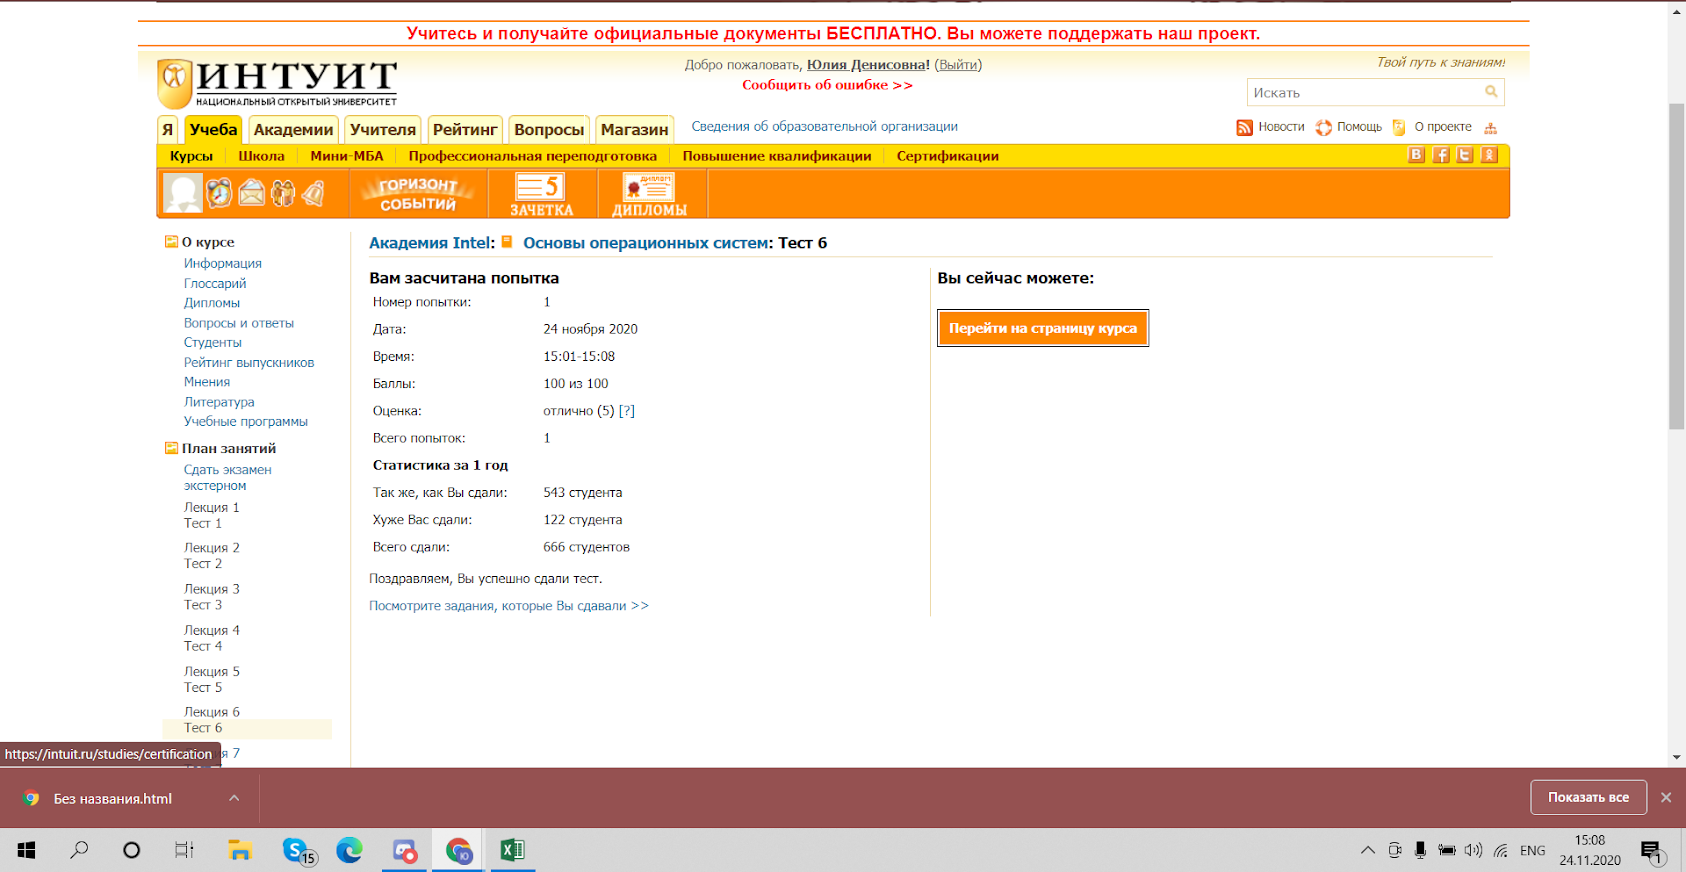 Учитесь и получайте официальные документы БЕСПЛАТНО. Вы можете поддержать наш проект.
ИНТУИТ
НАЦИОНАЛЬНЫЙ ОТКРЫТЫЙ УНИВЕРСИТЕТ
Добро пожаловать, Юлия Денисовна! (Выйти)
Сообщить об ошибке >>
Твой путь к знаниям!
Искать
Я Учеба Академии Учителя Рейтинг Вопросы Магазин Сведения об образовательной организации Новости Помощь О проекте
Курсы Школа Мини-МБА Профессиональная переподготовка Повышение квалификации Сертификации
ГОРИЗОНТ СОБЫТИЙ
5 ЗАЧЕТКА
ДИПЛОМ ДИПЛОМЫ
О курсе
Информация
Глоссарий
Дипломы
Вопросы и ответы
Студенты
Рейтинг выпускников
Мнения
Литература
Учебные программы
План занятий
Сдать экзамен
экстерном
Лекция 1
Тест 1
Лекция 2
Тест 2
Лекция 3
Тест 3
Лекция 4
Тест 4
Лекция 5
Тест 5
Лекция 6
Тест 6
7
Академия Intel: Основы операционных систем: Тест 6
Вам засчитана попытка
Номер попытки: 1
Дата: 24 ноября 2020
Время: 15:01-15:08
Баллы: 100 из 100
Оценка: отлично (5) [?]
Всего попыток: 1
Статистика за 1 год
Так же, как Вы сдали: 543 студента
Хуже Вас сдали: 122 студента
Всего сдали: 666 студентов
Поздравляем, Вы успешно сдали тест.
Посмотрите задания, которые Вы сдавали >>
Вы сейчас можете:
Перейти на страницу курса
https://intuit.ru/studies/certification
Без названия.html
Показать все
15
ENG
15:08
24.11.2020
1